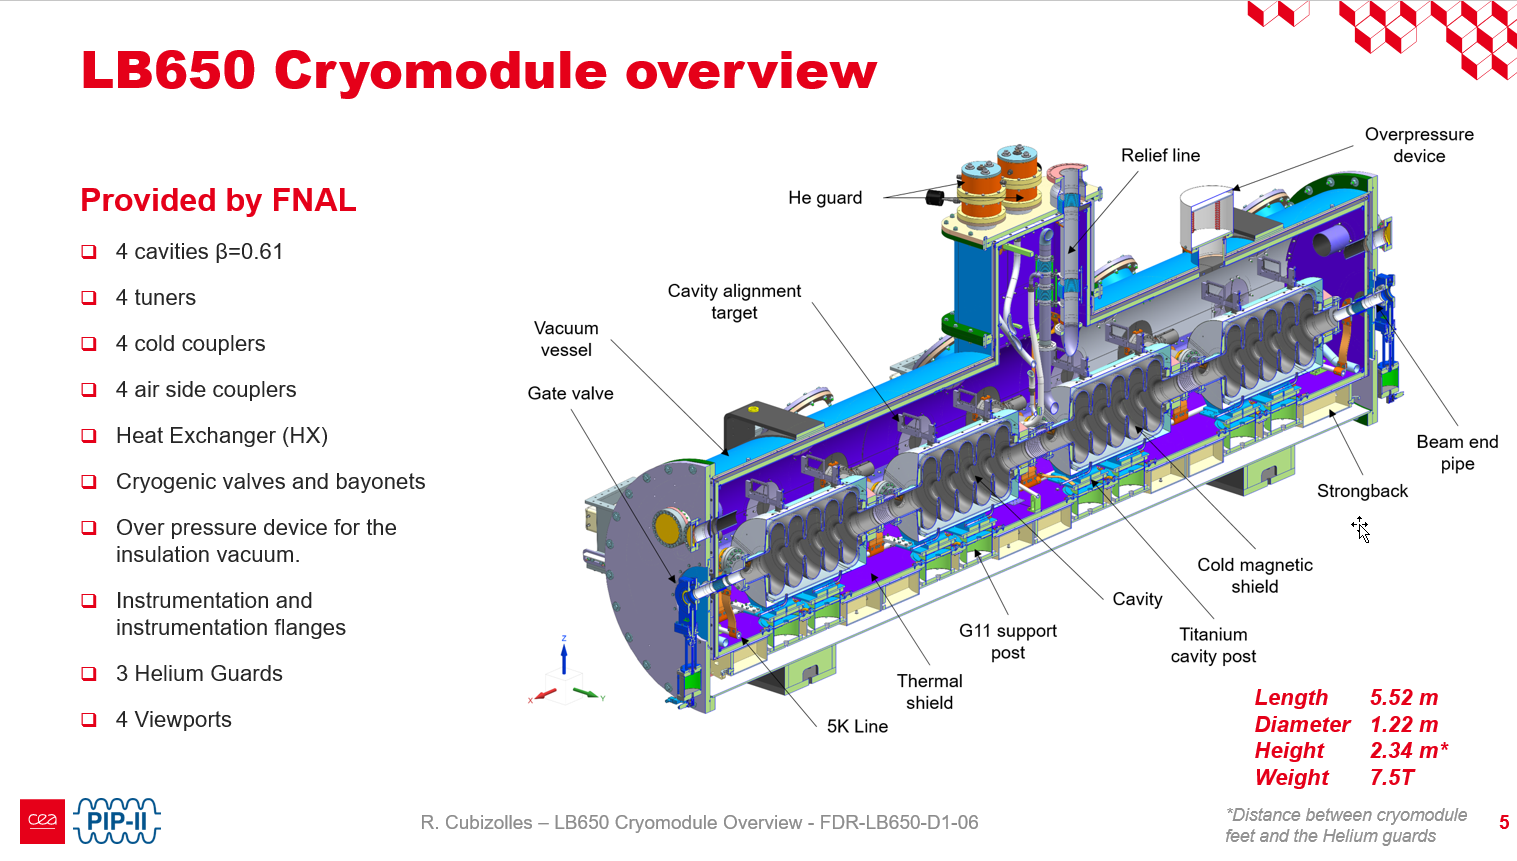 LB650 Cryomodule overview
Provided by FNAL
4 cavities β=0.61
4 tuners
4 cold couplers
4 air side couplers
Heat Exchanger (HX)
Cryogenic valves and bayonets
Over pressure device for the
insulation vacuum.
Instrumentation and
instrumentation flanges
3 Helium Guards
4 Viewports
Overpressure
device
Relief line
He guard
Cavity alignment
target
Vacuum
vessel
Gate valve
Beam end
pipe
Strongback
Cold magnetic
shield
Cavity
Titanium
cavity post
G11 support
post
Thermal
shield
5K Line
Z
X
Y
Length 5.52 m
Diameter 1.22 m
Height 2.34 m*
Weight 7.5T
*Distance between cryomodule
feet and the Helium guards
cea
PIP-II
R. Cubizolles – LB650 Cryomodule Overview - FDR-LB650-D1-06
5